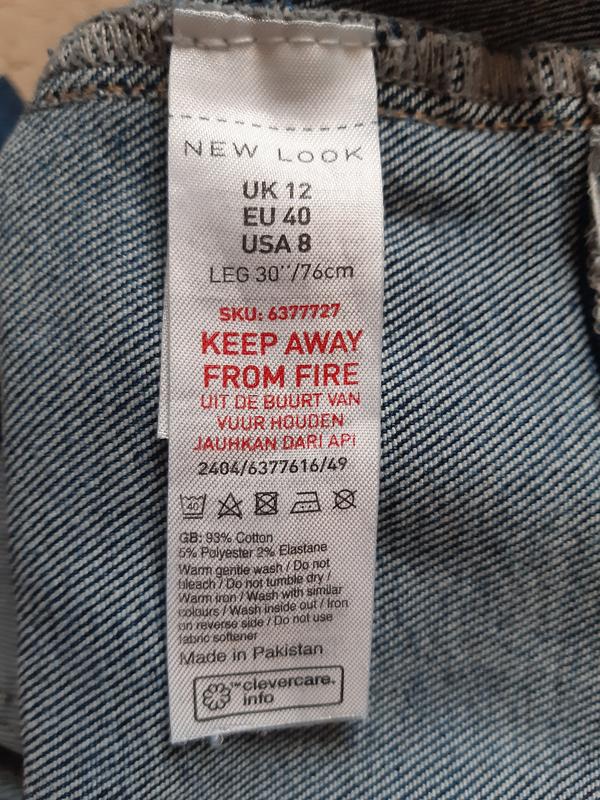 NEW LOOK
UK 12
EU 40
USA 8
LEG 30''/76cm
SKU: 6377727
KEEP AWAY
FROM FIRE
UIT DE BUURT VAN
VUUR HOUDEN
JAUHKAN DARI API
2404/6377616/49
40
GB: 93% Cotton
5% Polyester 2% Elastane
Warm gentle wash / Do not
bleach / Do not tumble dry /
Warm iron / Wash with similar
colours / Wash inside out / Iron
on reverse side / Do not use
fabric softener
Made in Pakistan
™clevercare.
info